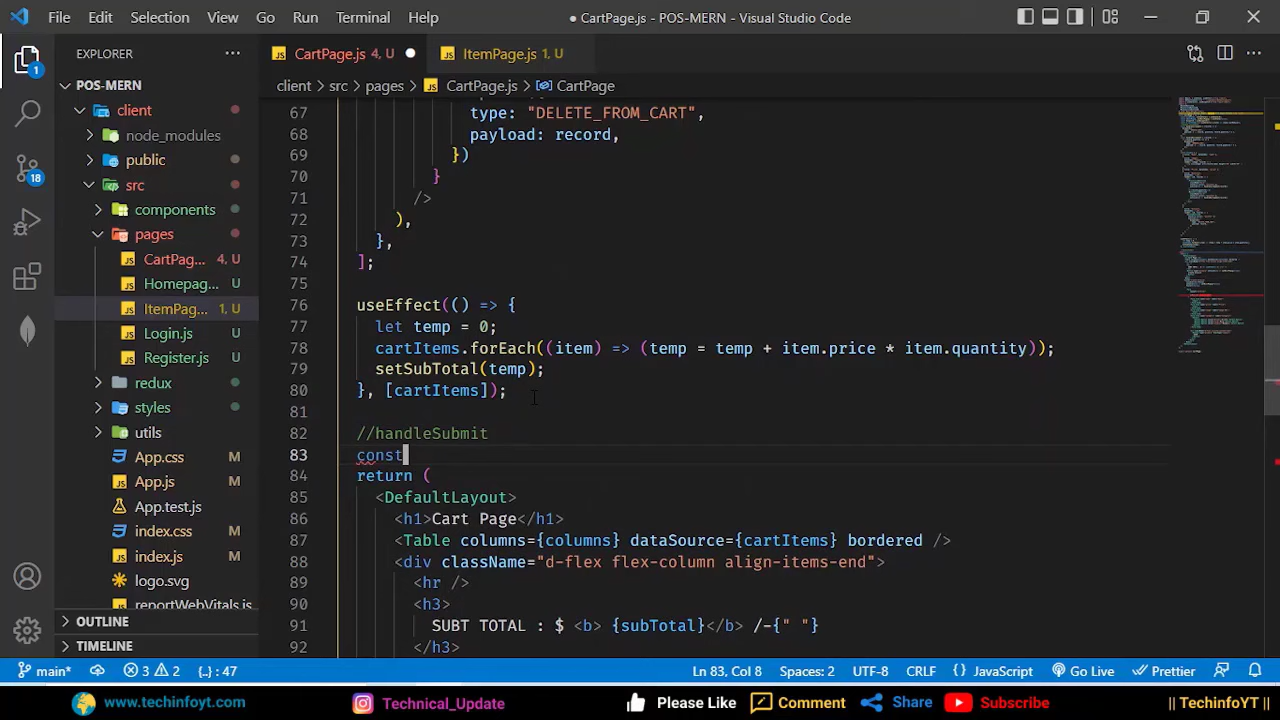 File Edit Selection View Go Run Terminal Help ● CartPage.js - POS-MERN - Visual Studio Code
EXPLORER
CartPage.js 4, U
ItemPage.js 1, U
POS-MERN
client > src > pages > CartPage.js > CartPage
client
node_modules
public
src
components
pages
CartPag... 4, U
Homepag... U
ItemPag... 1, U
Login.js U
Register.js U
redux
styles
utils
App.css U
App.js U
App.test.js
index.css U
index.js U
logo.svg
reportWebVitals.js
OUTLINE
TIMELINE
1
18
67 type: "DELETE_FROM_CART",
68 payload: record,
69 })
70 }
71 />
72 ),
73 },
74 ];
75
76 useEffect(() => {
77 let temp = 0;
78 cartItems.forEach((item) => (temp = temp + item.price * item.quantity));
79 setSubTotal(temp);
80 }, [cartItems]);
81
82 //handleSubmit
83 const
84 return (
85 <DefaultLayout>
86 <h1>Cart Page</h1>
87 <Table columns={columns} dataSource={cartItems} bordered />
88 <div className="d-flex flex-column align-items-end">
89 <hr />
90 <h3>
91 SUBT TOTAL : $ <b> {subTotal}</b> /-{" "}
92 </h3>
main* 3 2 {..} : 47 Ln 83, Col 8 Spaces: 2 UTF-8 CRLF {} JavaScript Go Live Prettier
www.techinfoyt.com Technical_Update Please Like Comment Share Subscribe || TechinfoYT ||